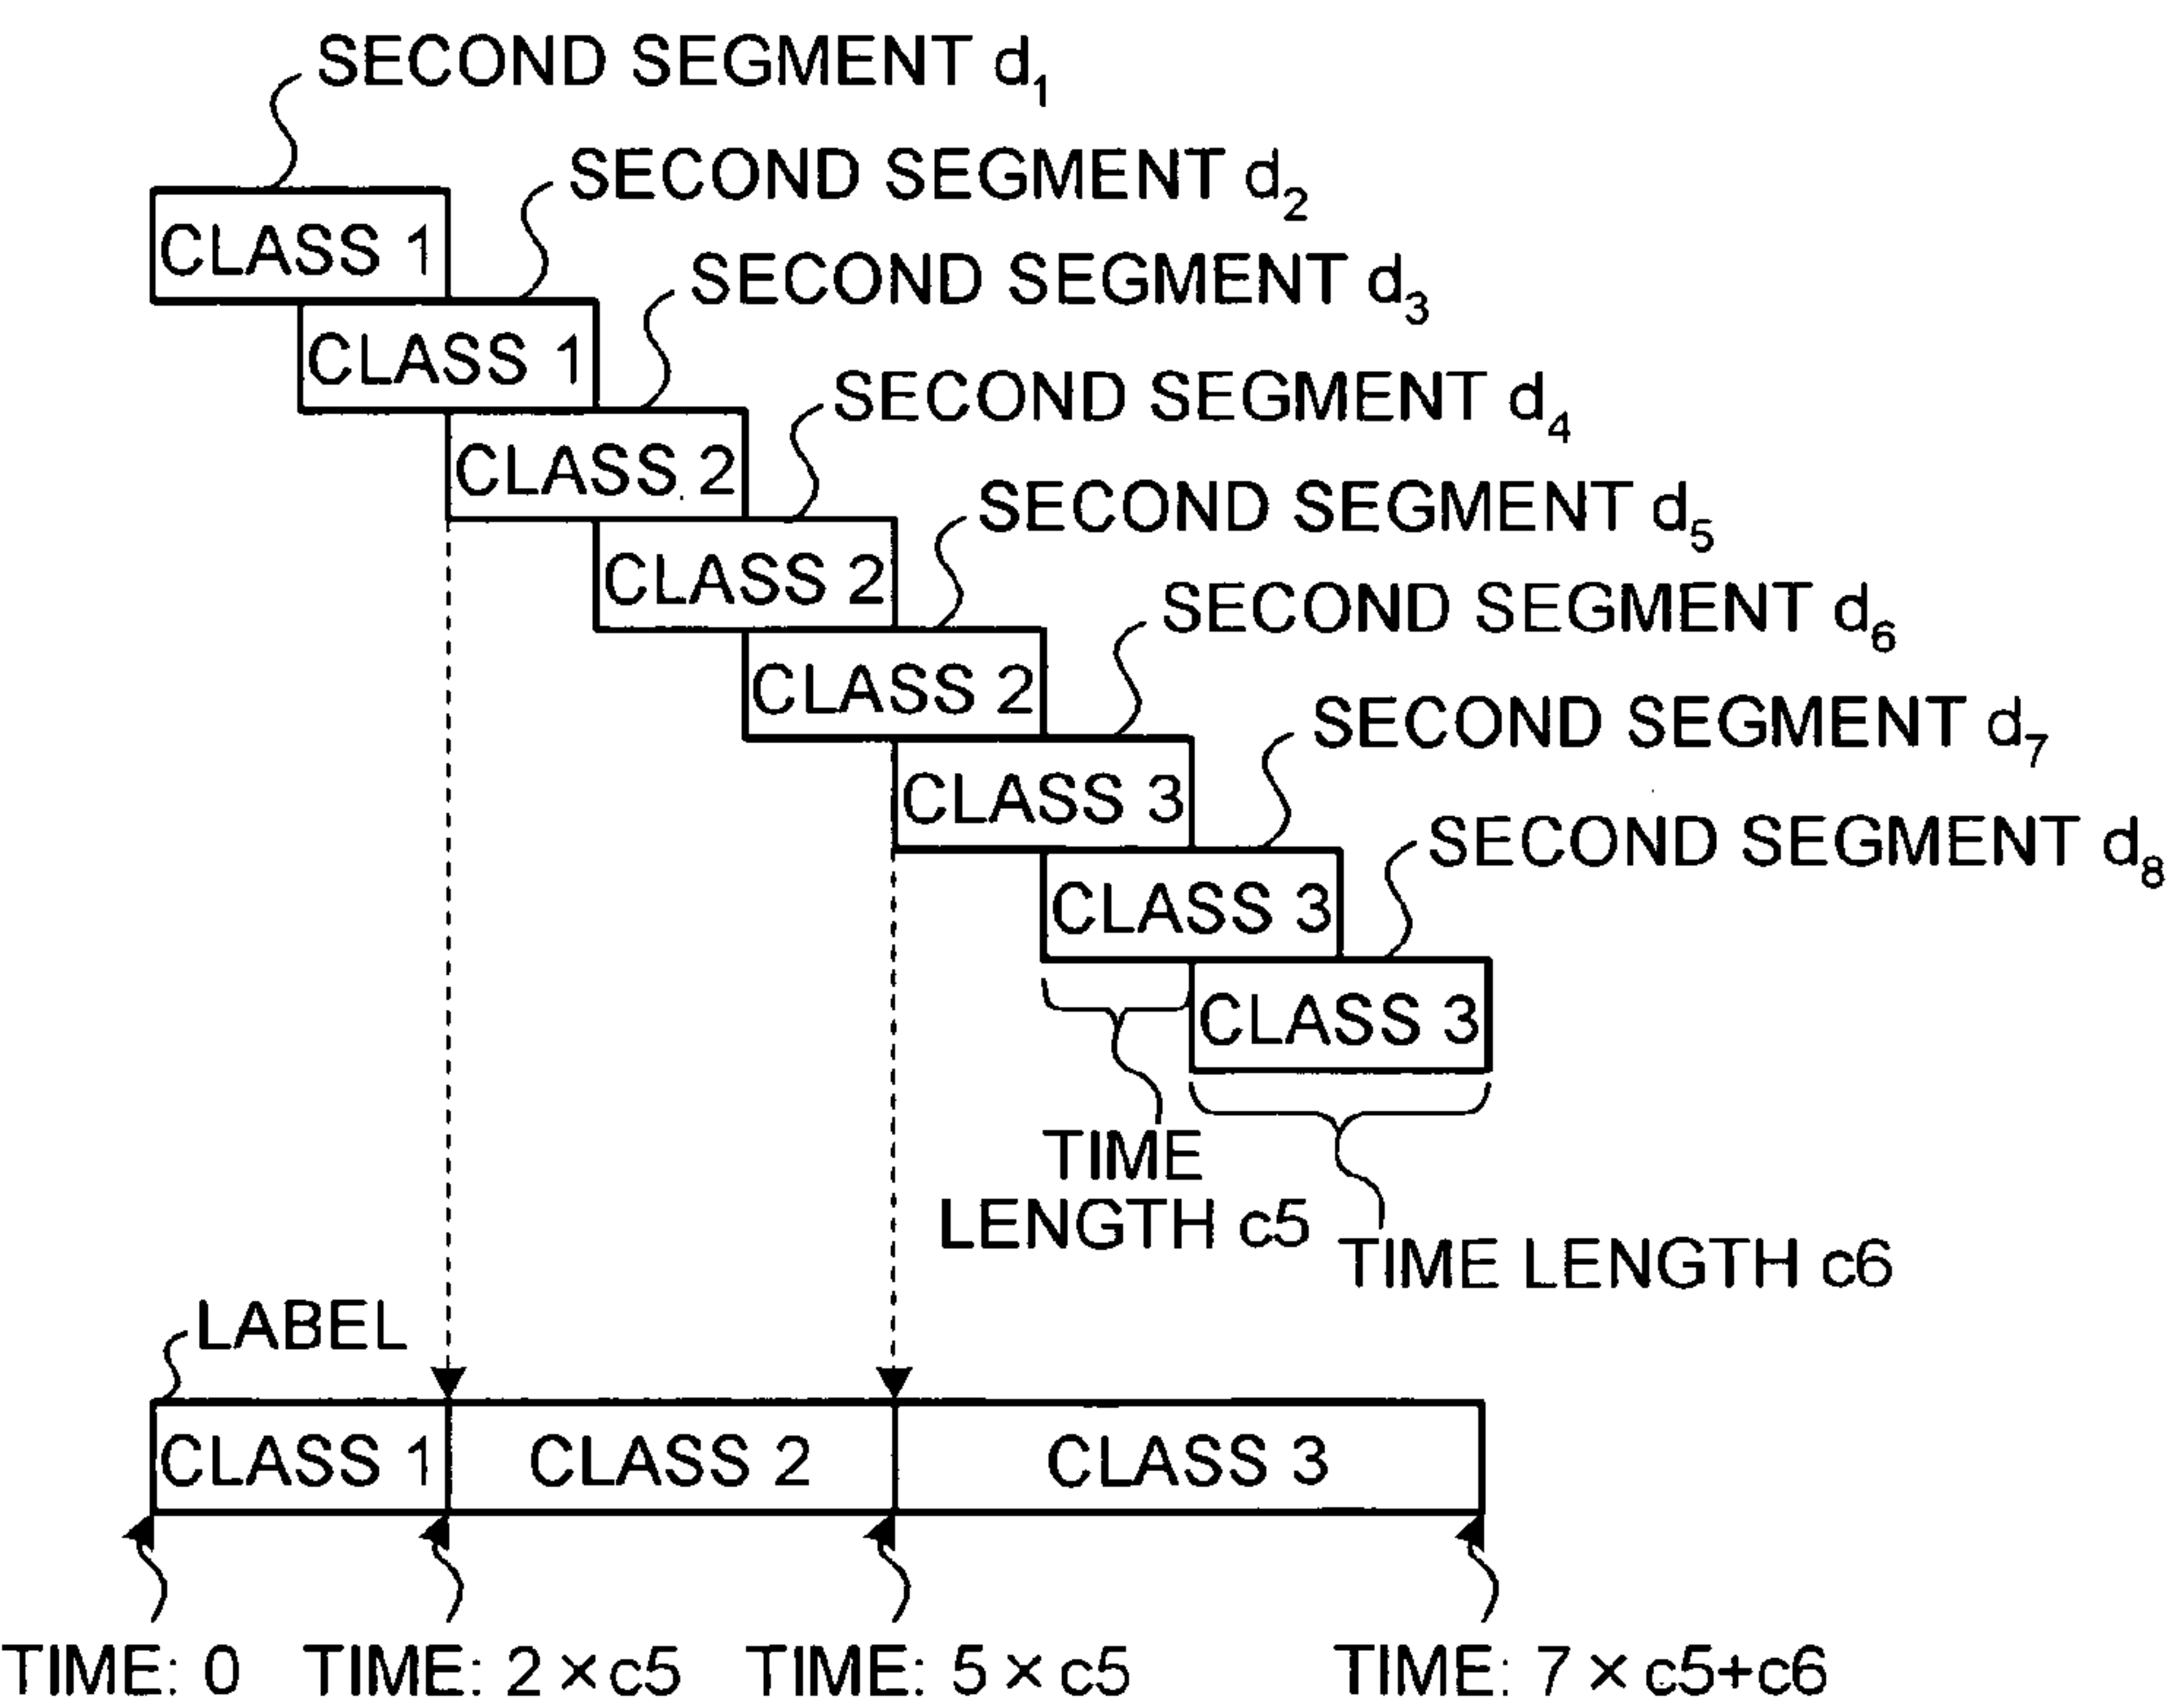 SECOND SEGMENT d1
SECOND SEGMENT d2
CLASS 1
SECOND SEGMENT d3
CLASS 1
SECOND SEGMENT d4
CLASS 2
SECOND SEGMENT d5
CLASS 2
SECOND SEGMENT d6
CLASS 2
SECOND SEGMENT d7
CLASS 3
SECOND SEGMENT d8
CLASS 3
CLASS 3
TIME
LENGTH c5
TIME LENGTH c6
LABEL
CLASS 1 CLASS 2 CLASS 3
TIME: 0 TIME: 2 × c5 TIME: 5 × c5 TIME: 7 × c5+c6